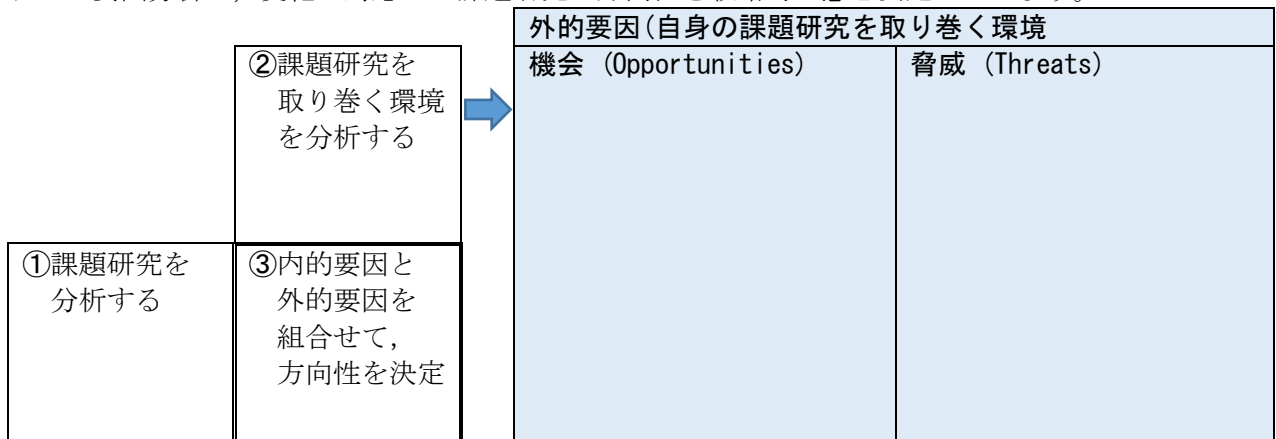 外的要因(自身の課題研究を取り巻く環境
②課題研究を
取り巻く環境
を分析する
機会 (Opportunities)
脅威 (Threats)
①課題研究を
分析する
③内的要因と
外的要因を
組合せて，
方向性を決定